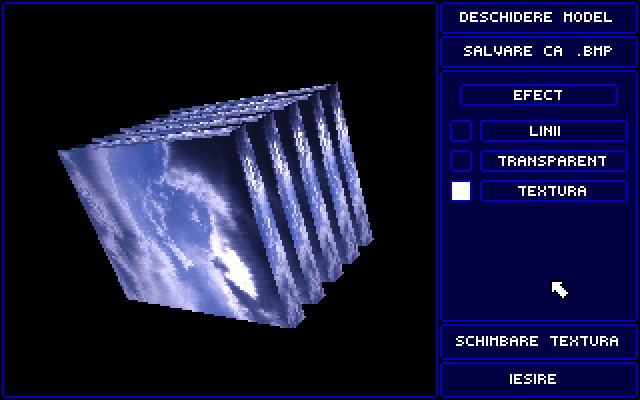 DESCHIDERE MODEL
SALVARE CA .BMP
EFECT
LINII
TRANSPARENT
TEXTURA
SCHIMBARE TEXTURA
IESIRE